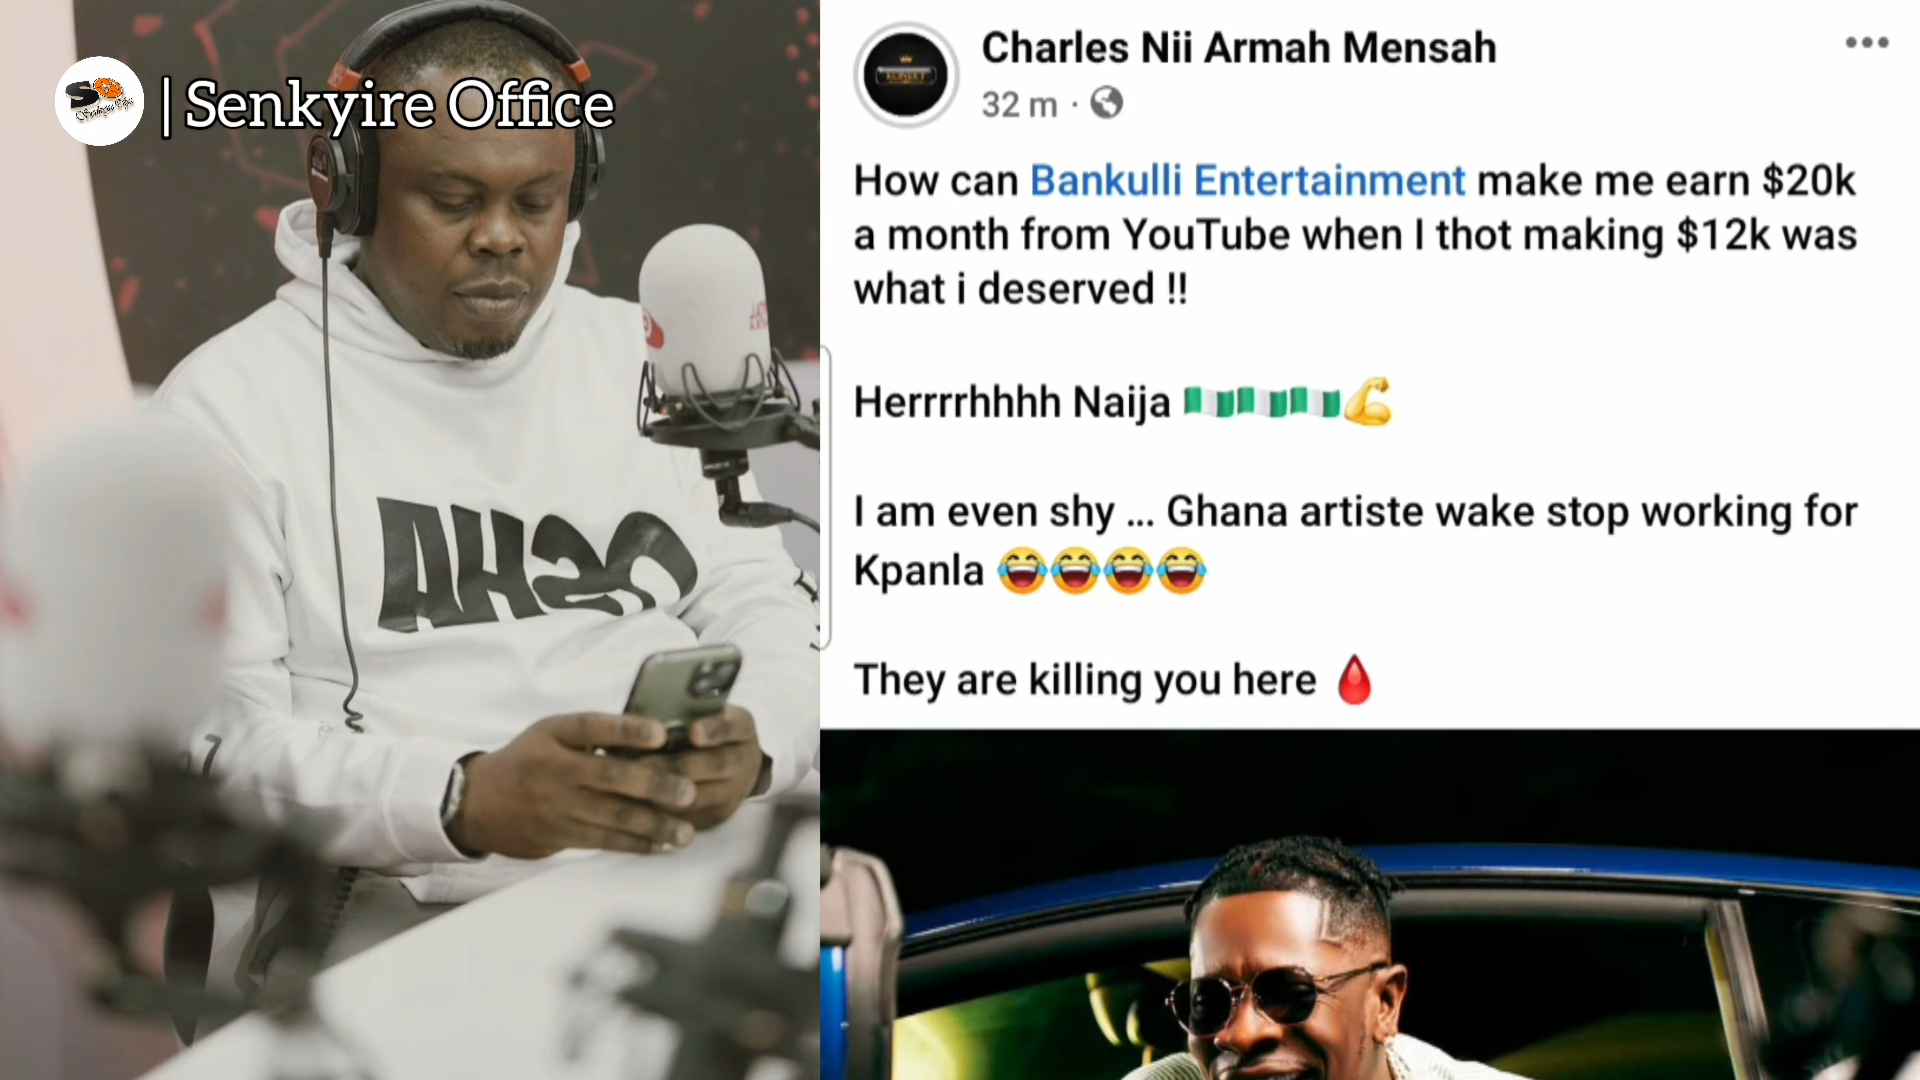 | Senkyire Office
AH2O
Charles Nii Armah Mensah
32 m ·
How can Bankulli Entertainment make me earn $20k
a month from YouTube when I thot making $12k was
what i deserved !!
Herrrrhhhh Naija 🇳🇬🇳🇬🇳🇬💪
I am even shy ... Ghana artiste wake stop working for
Kpanla 😂😂😂😂
They are killing you here 🩸